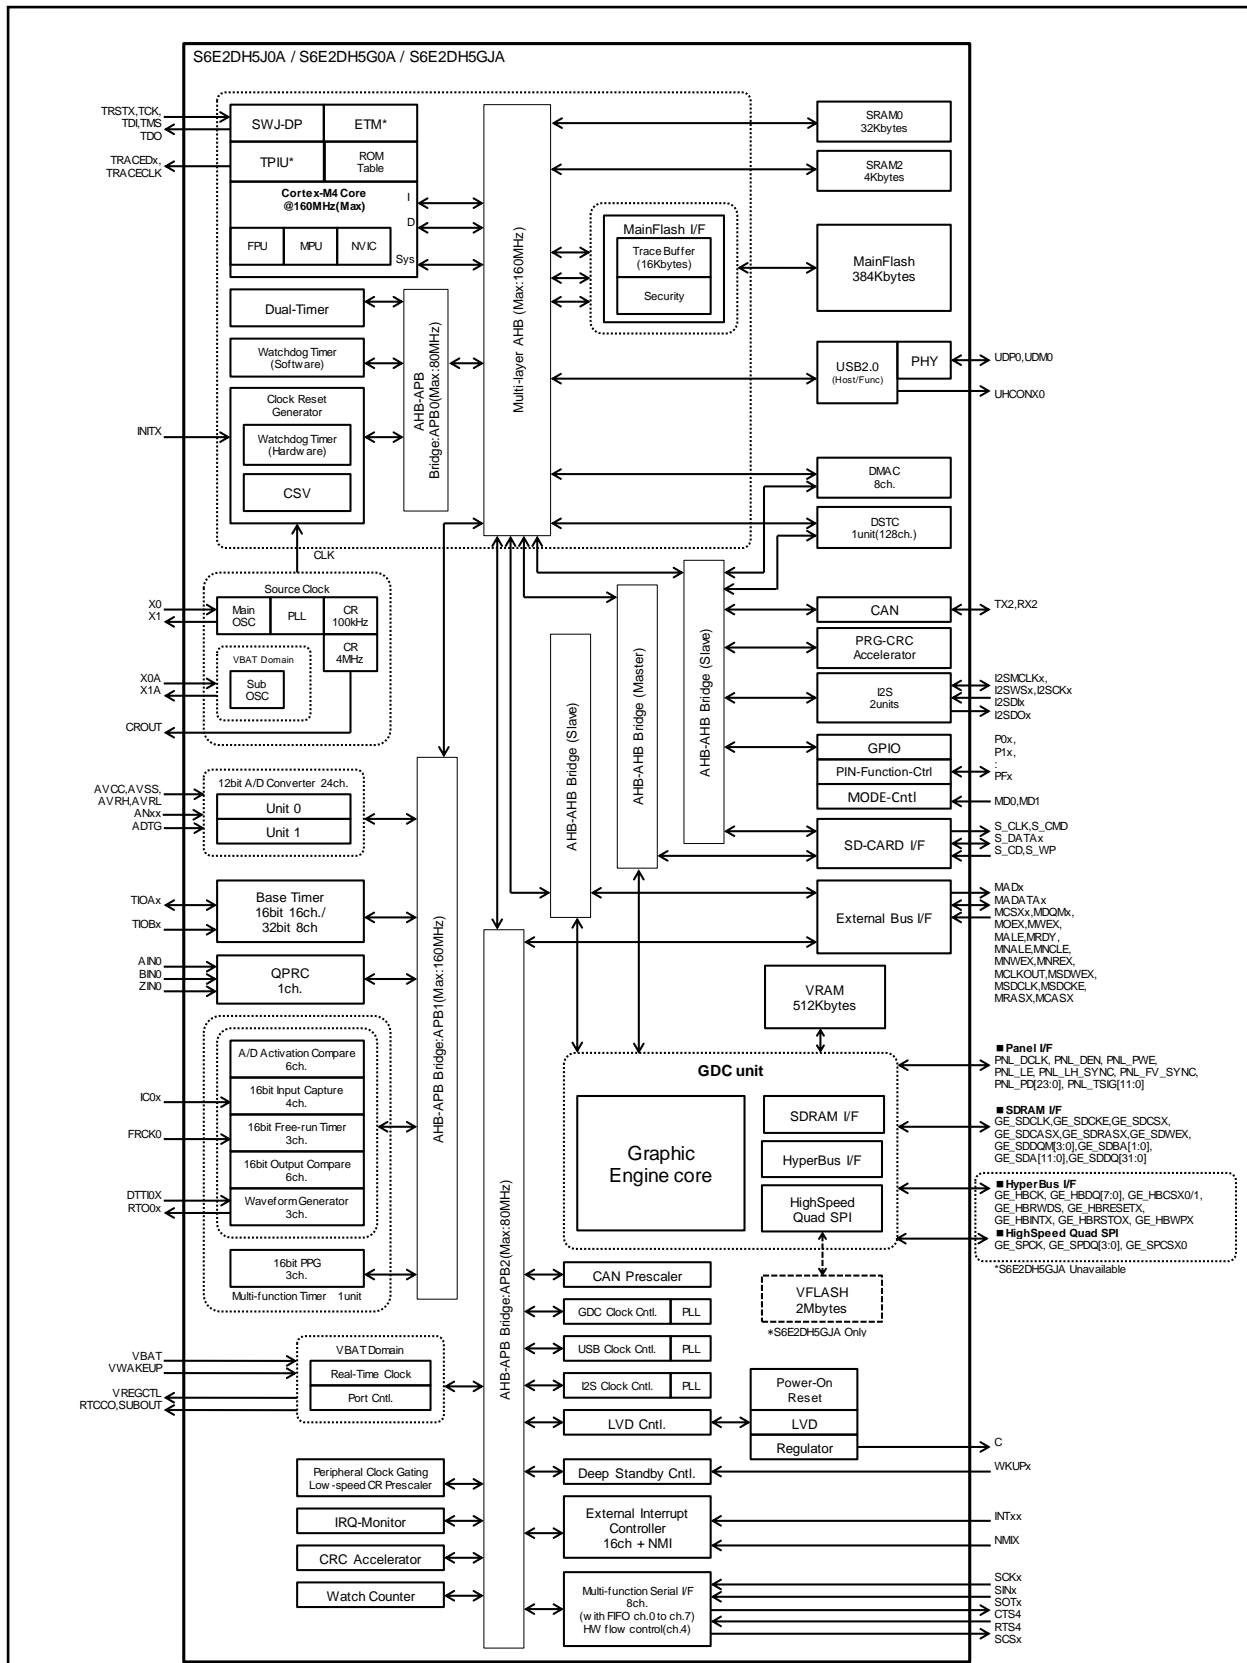 S6E2DH5J0A / S6E2DH5G0A / S6E2DH5GJA
TRSTX,TCK,
TDI,TMS
TDO
TRACEDx,
TRACECLK
SWJ-DP
ETM*
TPIU*
ROM
Table
Cortex-M4 Core
@160MHz(Max)
I
D
Sys
FPU
MPU
NVIC
Dual-Timer
Watchdog Timer
(Software)
Clock Reset
Generator
Watchdog Timer
(Hardware)
CSV
INITX
CLK
AHB-APB
Bridge:APB0(Max:80MHz)
Multi-layer AHB (Max:160MHz)
MainFlash I/F
Trace Buffer
(16Kbytes)
Security
SRAM0
32Kbytes
SRAM2
4Kbytes
MainFlash
384Kbytes
USB2.0
(Host/Func)
PHY
UDP0,UDM0
UHCONX0
DMAC
8ch.
DSTC
1unit(128ch.)
CAN
TX2,RX2
PRG-CRC
Accelerator
I2S
2units
I2SMCLKx,
I2SWSx,I2SCKx
I2SDIx
I2SDOx
GPIO
PIN-Function-Ctrl
MODE-Cntl
P0x,
P1x,
:
PFx
MD0,MD1
SD-CARD I/F
S_CLK,S_CMD
S_DATAx
S_CD,S_WP
External Bus I/F
MADx
MADATAx
MCSXx,MDQMx,
MOEX,MWEX,
MALE,MRDY,
MNALE,MNCLE,
MNWEX,MNREX,
MCLKOUT,MSDWEX,
MSDCLK,MSDCKE,
MRASX,MCASX
AHB-AHB Bridge (Slave)
AHB-AHB Bridge (Master)
AHB-AHB Bridge (Slave)
X0
X1
X0A
X1A
CROUT
Source Clock
Main
OSC
PLL
CR
100kHz
CR
4MHz
VBAT Domain
Sub
OSC
AVCC,AVSS,
AVRH,AVRL
ANxx
ADTG
12bit A/D Converter 24ch.
Unit 0
Unit 1
TIOAx
TIOBx
Base Timer
16bit 16ch./
32bit 8ch
AIN0
BIN0
ZIN0
QPRC
1ch.
A/D Activation Compare
6ch.
16bit Input Capture
4ch.
16bit Free-run Timer
3ch.
16bit Output Compare
6ch.
Waveform Generator
3ch.
16bit PPG
3ch.
Multi-function Timer 1unit
IC0x
FRCK0
DTTI0X
RTO0x
AHB-APB Bridge:APB1(Max:160MHz)
AHB-APB Bridge:APB2(Max:80MHz)
VRAM
512Kbytes
GDC unit
Graphic
Engine core
SDRAM I/F
HyperBus I/F
HighSpeed
Quad SPI
VFLASH
2Mbytes
*S6E2DH5GJA Only
■Panel I/F
PNL_DCLK, PNL_DEN, PNL_PWE,
PNL_LE, PNL_LH_SYNC, PNL_FV_SYNC,
PNL_PD[23:0], PNL_TSIG[11:0]
■SDRAM I/F
GE_SDCLK,GE_SDCKE,GE_SDCSX,
GE_SDCASX,GE_SDRASX,GE_SDWEX,
GE_SDDQM[3:0],GE_SDBA[1:0],
GE_SDA[11:0],GE_SDDQ[31:0]
■HyperBus I/F
GE_HBCK, GE_HBDQ[7:0], GE_HBCSX0/1,
GE_HBRWDS, GE_HBRESETX,
GE_HBINTX, GE_HBRSTOX, GE_HBWPX
■HighSpeed Quad SPI
GE_SPCK, GE_SPDQ[3:0], GE_SPCSX0
*S6E2DH5GJA Unavailable
VBAT
VWAKEUP
VREGCTL
RTCCO,SUBOUT
VBAT Domain
Real-Time Clock
Port Cntl.
Peripheral Clock Gating
Low-speed CR Prescaler
IRQ-Monitor
CRC Accelerator
Watch Counter
CAN Prescaler
GDC Clock Cntl.
PLL
USB Clock Cntl.
PLL
I2S Clock Cntl.
PLL
LVD Cntl.
Power-On
Reset
LVD
Regulator
C
Deep Standby Cntl.
WKUPx
External Interrupt
Controller
16ch + NMI
INTxx
NMIX
Multi-function Serial I/F
8ch.
(with FIFO ch.0 to ch.7)
HW flow control(ch.4)
SCKx
SINx
SOTx
CTS4
RTS4
SCSx